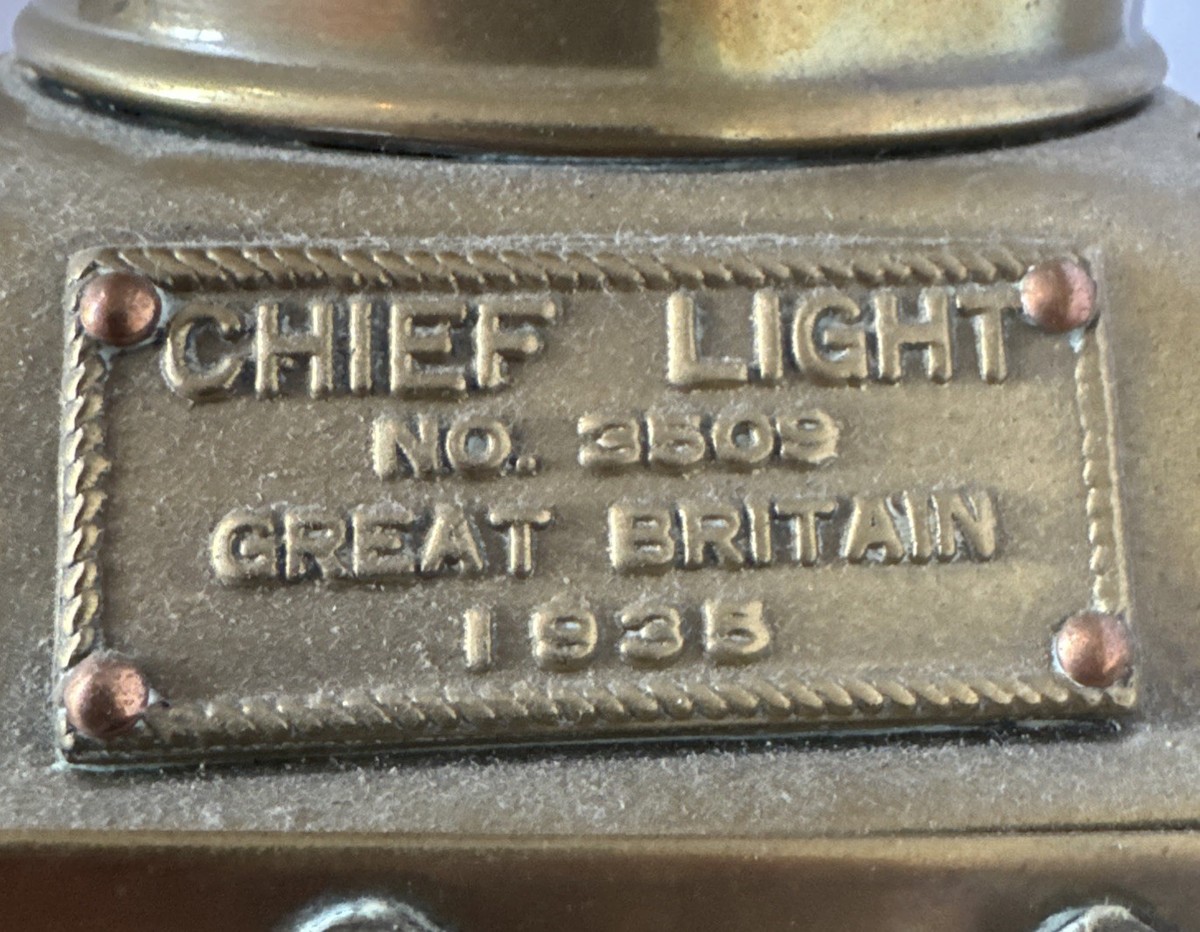 CHIEF LIGHT
NO. 3509
GREAT BRITAIN
1935